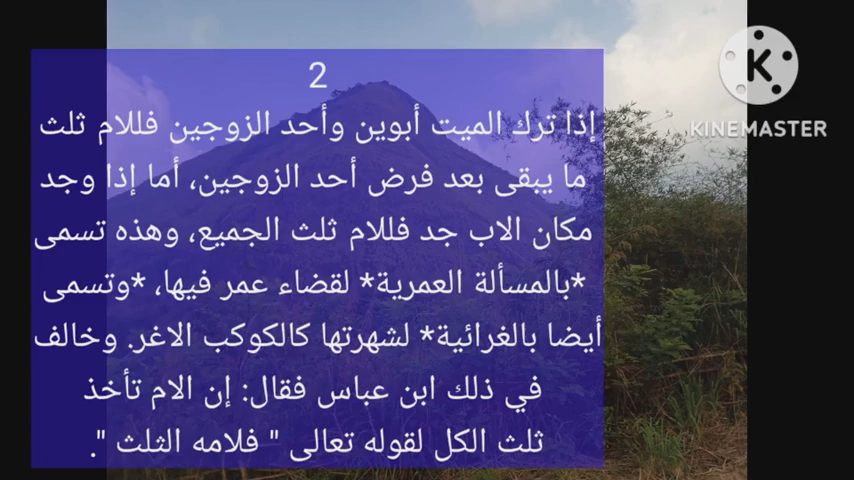 2
إذا ترك الميت أبوين وأحد الزوجين فللام ثلث
ما يبقى بعد فرض أحد الزوجين، أما إذا وجد
مكان الاب جد فللام ثلث الجميع، وهذه تسمى
*بالمسألة العمرية* لقضاء عمر فيها، *وتسمى
أيضا بالغرائية* لشهرتها كالكوكب الاغر. وخالف
في ذلك ابن عباس فقال: إن الام تأخذ
ثلث الكل لقوله تعالى " فلامه الثلث ".
K
KINEMASTER